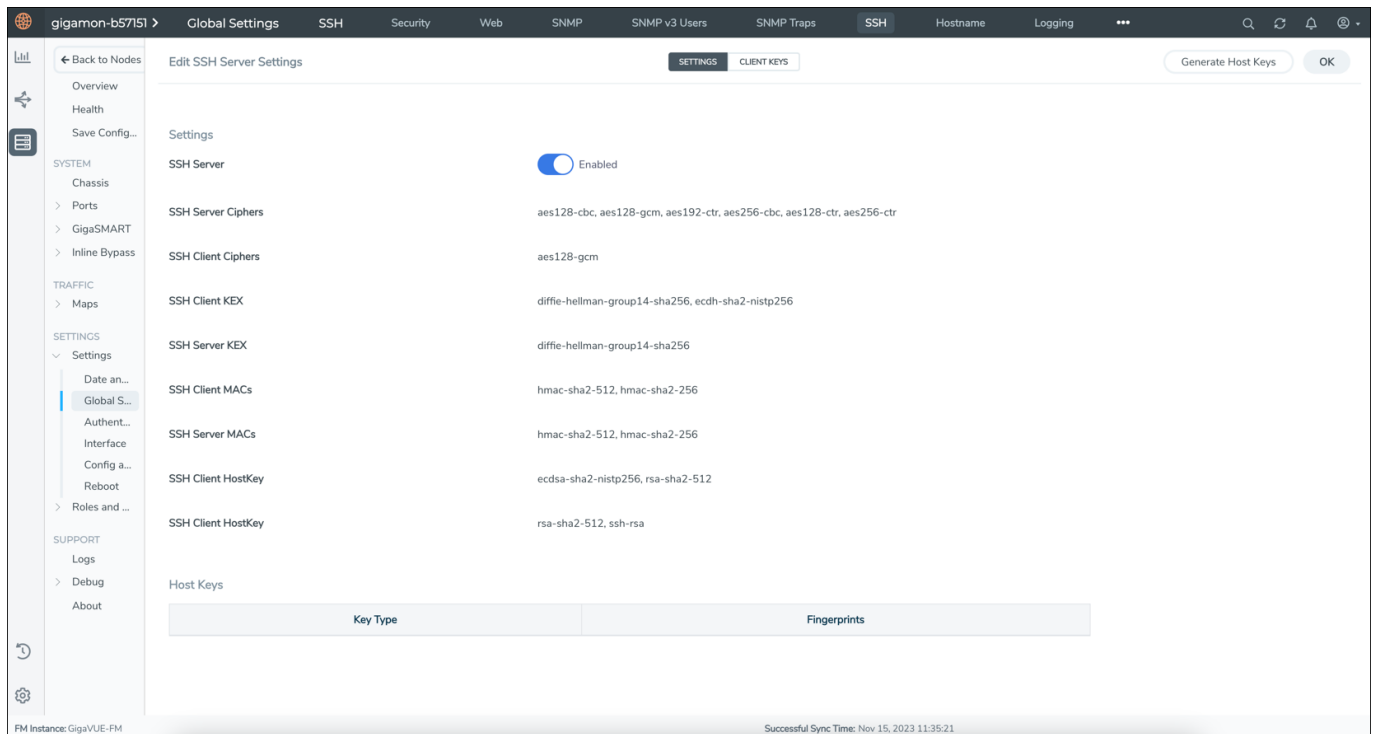 gigamon-b57151 > Global Settings SSH Security Web SNMP SNMP v3 Users SNMP Traps SSH Hostname Logging •••
← Back to Nodes
Overview
Health
Save Config...
SYSTEM
Chassis
> Ports
> GigaSMART
> Inline Bypass
TRAFFIC
> Maps
SETTINGS
Settings
Date an...
Global S...
Authent...
Interface
Config a...
Reboot
> Roles and ...
SUPPORT
Logs
> Debug
About
Edit SSH Server Settings SETTINGS CLIENT KEYS Generate Host Keys OK
Settings
SSH Server Enabled
SSH Server Ciphers aes128-cbc, aes128-gcm, aes192-ctr, aes256-cbc, aes128-ctr, aes256-ctr
SSH Client Ciphers aes128-gcm
SSH Client KEX diffie-hellman-group14-sha256, ecdh-sha2-nistp256
SSH Server KEX diffie-hellman-group14-sha256
SSH Client MACs hmac-sha2-512, hmac-sha2-256
SSH Server MACs hmac-sha2-512, hmac-sha2-256
SSH Client HostKey ecdsa-sha2-nistp256, rsa-sha2-512
SSH Client HostKey rsa-sha2-512, ssh-rsa
Host Keys
Key Type Fingerprints
FM Instance: GigaVUE-FM Successful Sync Time: Nov 15, 2023 11:35:21